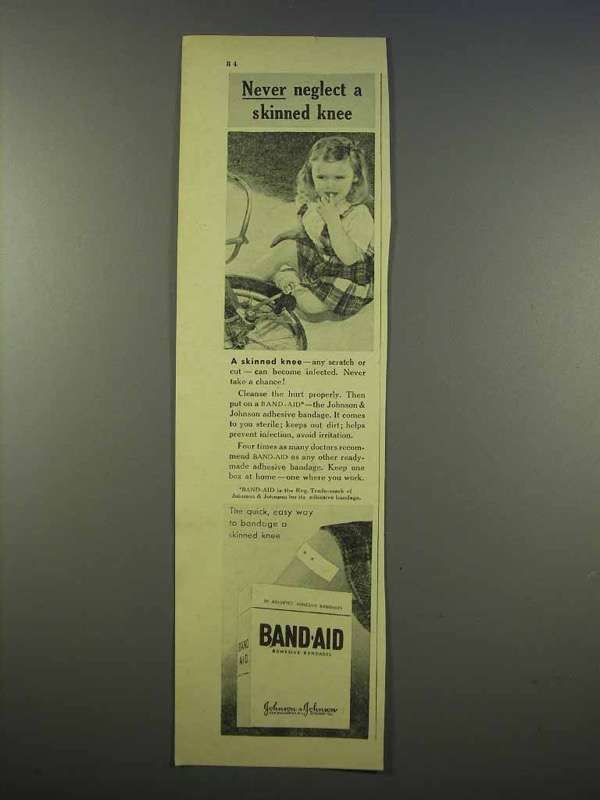 84
Never neglect a
skinned knee
A skinned knee—any scratch or
cut—can become infected. Never
take a chance!
Cleanse the hurt properly. Then
put on a BAND-AID*—the Johnson &
Johnson adhesive bandage. It comes
to you sterile; keeps out dirt; helps
prevent infection, avoid irritation.
Four times as many doctors recom-
mend BAND-AID as any other ready-
made adhesive bandage. Keep one
box at home—one where you work.
*BAND-AID is the Reg. Trade-mark of
Johnson & Johnson for its adhesive bandage.
The quick, easy way
to bandage a
skinned knee
ASSORTED ADHESIVE BANDAGES
BAND-AID
ADHESIVE BANDAGES
BAND
AID
Johnson & Johnson